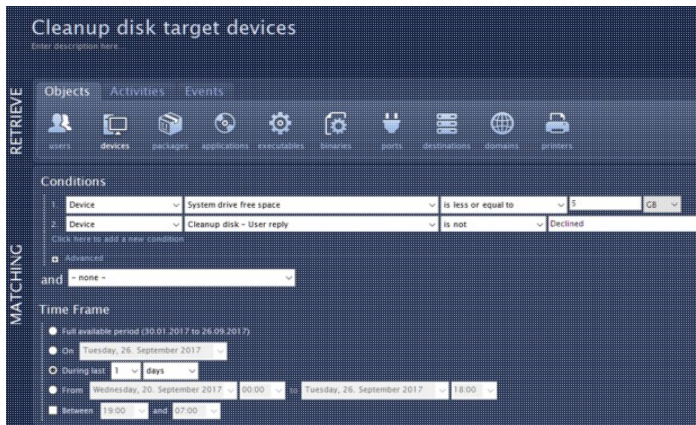 Cleanup disk target devices
Enter description here...
RETRIEVE
Objects Activities Events
users devices packages applications executables binaries ports destinations domains printers
MATCHING
Conditions
1. Device System drive free space is less or equal to 5 GB
2. Device Cleanup disk - User reply is not Declined
Click here to add a new condition
Advanced
and - none -
Time Frame
Full available period (30.01.2017 to 26.09.2017)
On Tuesday, 26. September 2017
During last 1 days
From Wednesday, 20. September 2017 00:00 to Tuesday, 26. September 2017 18:00
Between 19:00 and 07:00